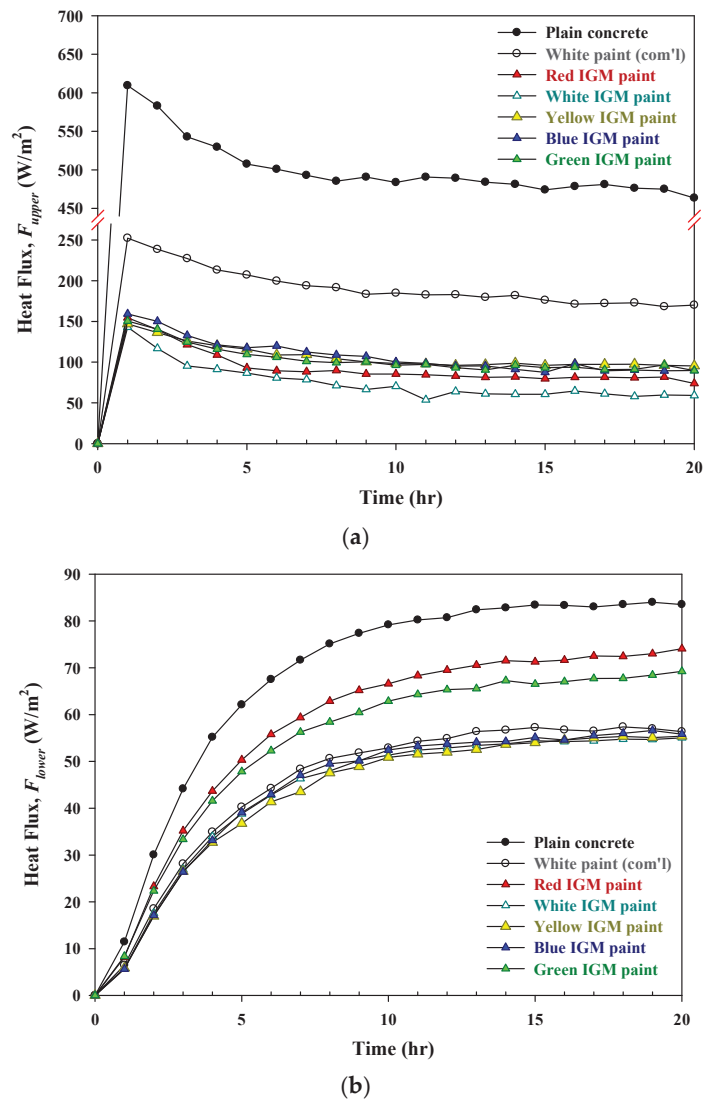 700
650
600
550
500
450
250
200
150
100
50
0
Heat Flux, F_upper (W/m²)
Plain concrete
White paint (com'l)
Red IGM paint
White IGM paint
Yellow IGM paint
Blue IGM paint
Green IGM paint
0 5 10 15 20
Time (hr)
(a)
90
80
70
60
50
40
30
20
10
0
Heat Flux, F_lower (W/m²)
Plain concrete
White paint (com'l)
Red IGM paint
White IGM paint
Yellow IGM paint
Blue IGM paint
Green IGM paint
0 5 10 15 20
Time (hr)
(b)